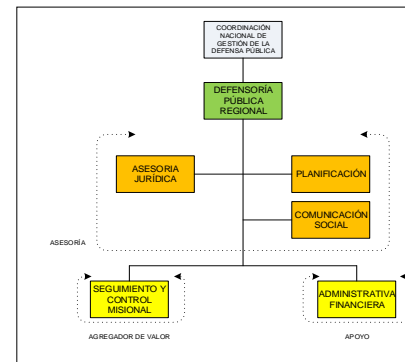 COORDINACIÓN
NACIONAL DE
GESTIÓN DE LA
DEFENSA PÚBLICA
DEFENSORÍA
PÚBLICA
REGIONAL
ASESORIA
JURÍDICA
PLANIFICACIÓN
COMUNICACIÓN
SOCIAL
ASESORÍA
SEGUIMIENTO Y
CONTROL
MISIONAL
ADMINISTRATIVA
FINANCIERA
AGREGADOR DE VALOR
APOYO